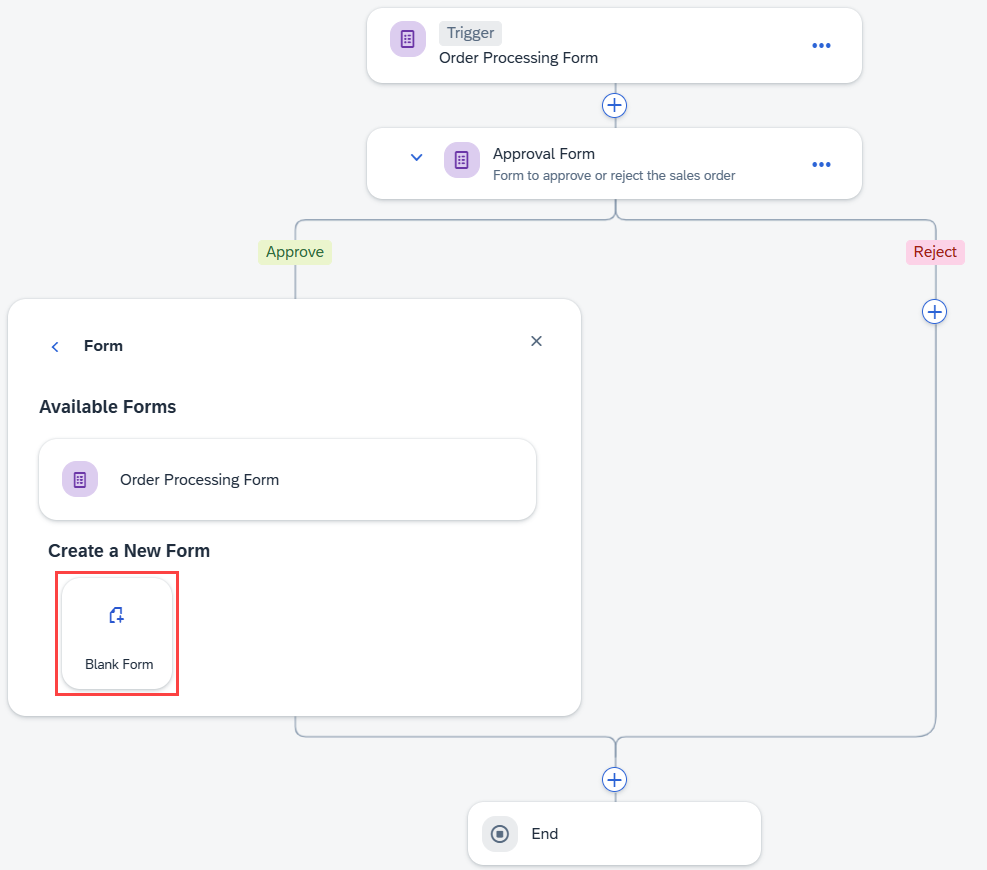 Trigger
Order Processing Form
Approval Form
Form to approve or reject the sales order
Approve
Reject
Form
Available Forms
Order Processing Form
Create a New Form
Blank Form
End